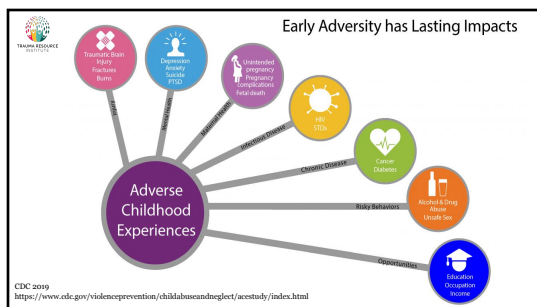 TRAUMA RESOURCE
INSTITUTE
Early Adversity has Lasting Impacts
Traumatic Brain
Injury
Fractures
Burns
Injury
Depression
Anxiety
Suicide
PTSD
Mental Health
Unintended
pregnancy
Pregnancy
complications
Fetal death
Maternal Health
HIV
STDs
Infectious Disease
Cancer
Diabetes
Chronic Disease
Alcohol & Drug
Abuse
Unsafe Sex
Risky Behaviors
Education
Occupation
Income
Opportunities
Adverse
Childhood
Experiences
CDC 2019
https://www.cdc.gov/violenceprevention/childabuseandneglect/acestudy/index.html